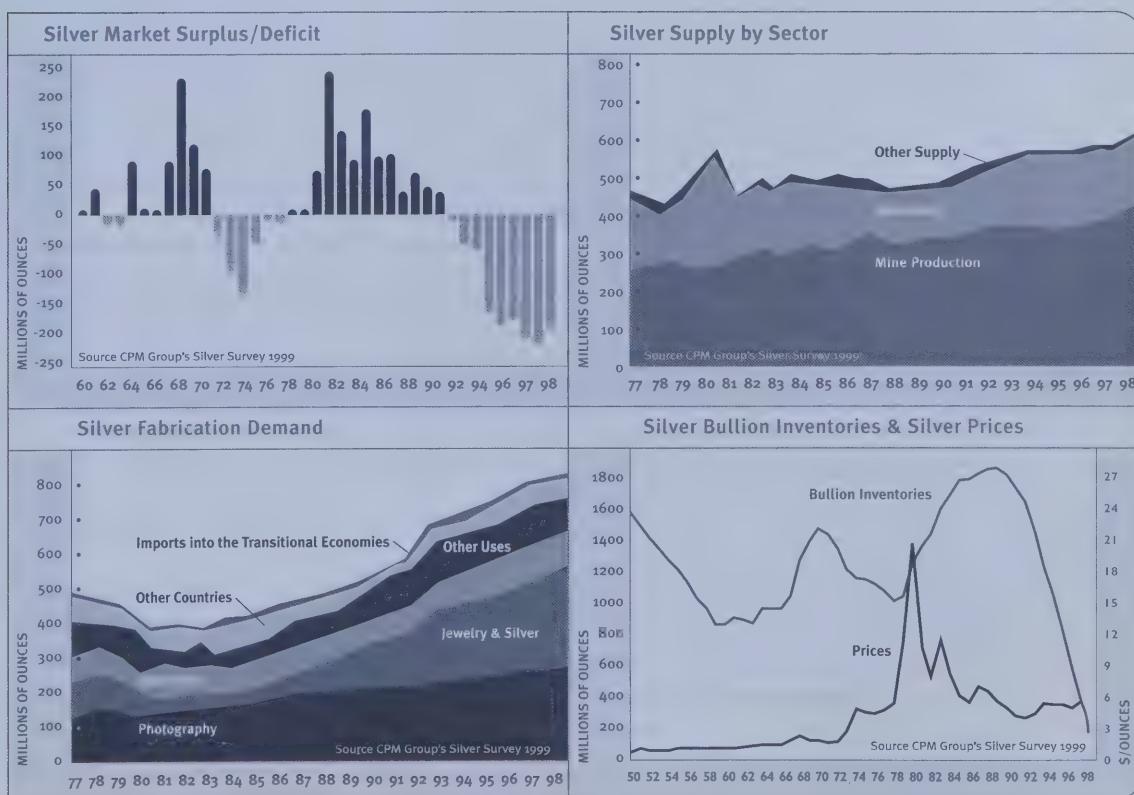 Silver Market Surplus/Deficit
MILLIONS OF OUNCES
250
200
150
100
50
0
-50
-100
-150
-200
-250
Source CPM Group's Silver Survey 1999
60 62 64 66 68 70 72 74 76 78 80 82 84 86 88 90 92 94 96 97 98
Silver Supply by Sector
MILLIONS OF OUNCES
800
700
600
500
400
300
200
100
0
Other Supply
Mine Production
Source CPM Group's Silver Survey 1999
77 78 79 80 81 82 83 84 85 86 87 88 89 90 91 92 93 94 95 96 97 98
Silver Fabrication Demand
MILLIONS OF OUNCES
800
700
600
500
400
300
200
100
0
Imports into the Transitional Economies
Other Uses
Other Countries
Jewelry & Silver
Photography
Source CPM Group's Silver Survey 1999
77 78 79 80 81 82 83 84 85 86 87 88 89 90 91 92 93 94 95 96 97 98
Silver Bullion Inventories & Silver Prices
MILLIONS OF OUNCES
1800
1600
1400
1200
1000
800
600
400
200
0
Bullion Inventories
Prices
27
24
21
18
15
12
9
6
3
0
$/OUNCES
Source CPM Group's Silver Survey 1999
50 52 54 56 58 60 62 64 66 68 70 72 74 76 78 80 82 84 86 88 90 92 94 96 98